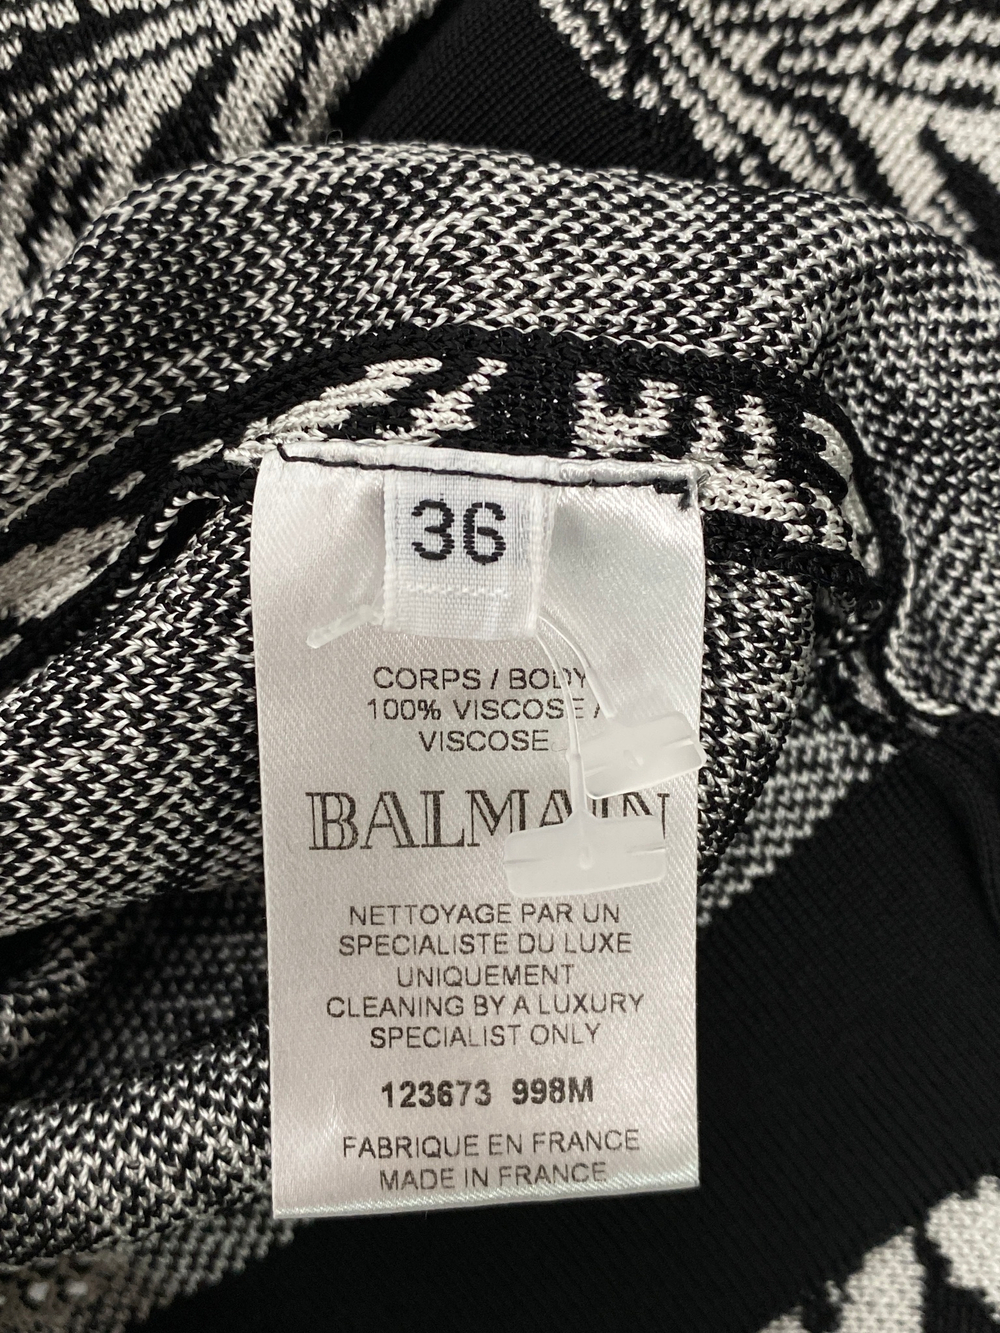 36
CORPS / BODY
100% VISCOSE /
VISCOSE
BALMAIN
NETTOYAGE PAR UN
SPECIALISTE DU LUXE
UNIQUEMENT
CLEANING BY A LUXURY
SPECIALIST ONLY
123673 998M
FABRIQUE EN FRANCE
MADE IN FRANCE